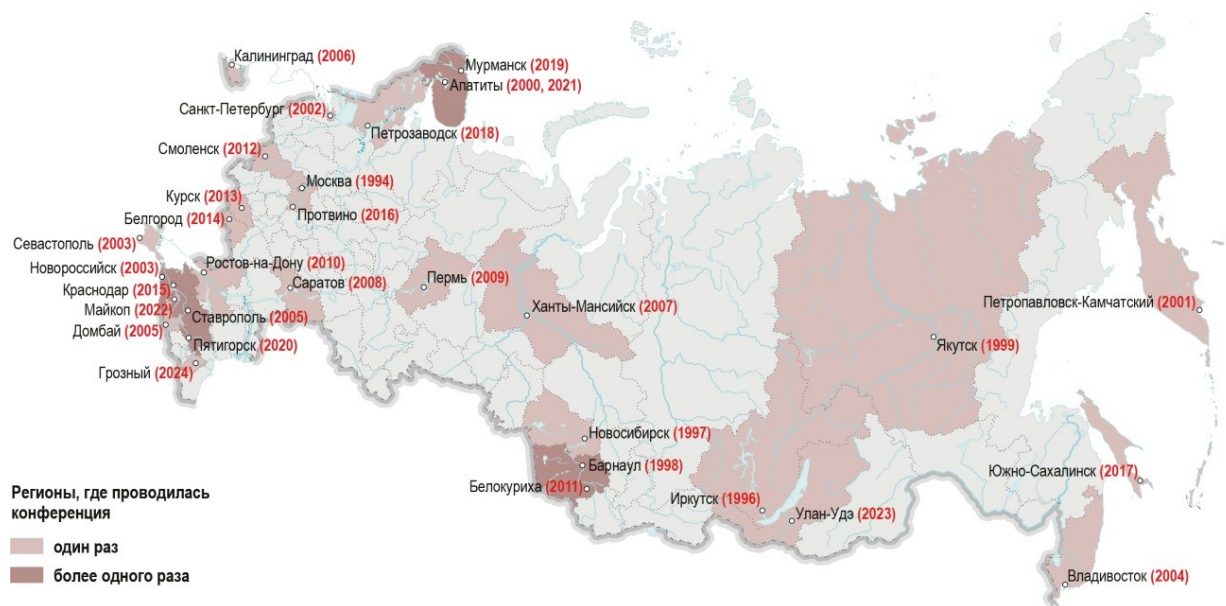 Калининград (2006)
Мурманск (2019)
Апатиты (2000, 2021)
Санкт-Петербург (2002)
Петрозаводск (2018)
Смоленск (2012)
Москва (1994)
Курск (2013)
Протвино (2016)
Белгород (2014)
Севастополь (2003)
Ростов-на-Дону (2010)
Новороссийск (2003)
Саратов (2008)
Пермь (2009)
Краснодар (2015)
Майкоп (2022)
Ставрополь (2005)
Ханты-Мансийск (2007)
Петропавловск-Камчатский (2001)
Домбай (2005)
Пятигорск (2020)
Якутск (1999)
Грозный (2024)
Новосибирск (1997)
Барнаул (1998)
Белокуриха (2011)
Иркутск (1996)
Улан-Удэ (2023)
Южно-Сахалинск (2017)
Владивосток (2004)
Регионы, где проводилась
конференция
один раз
более одного раза